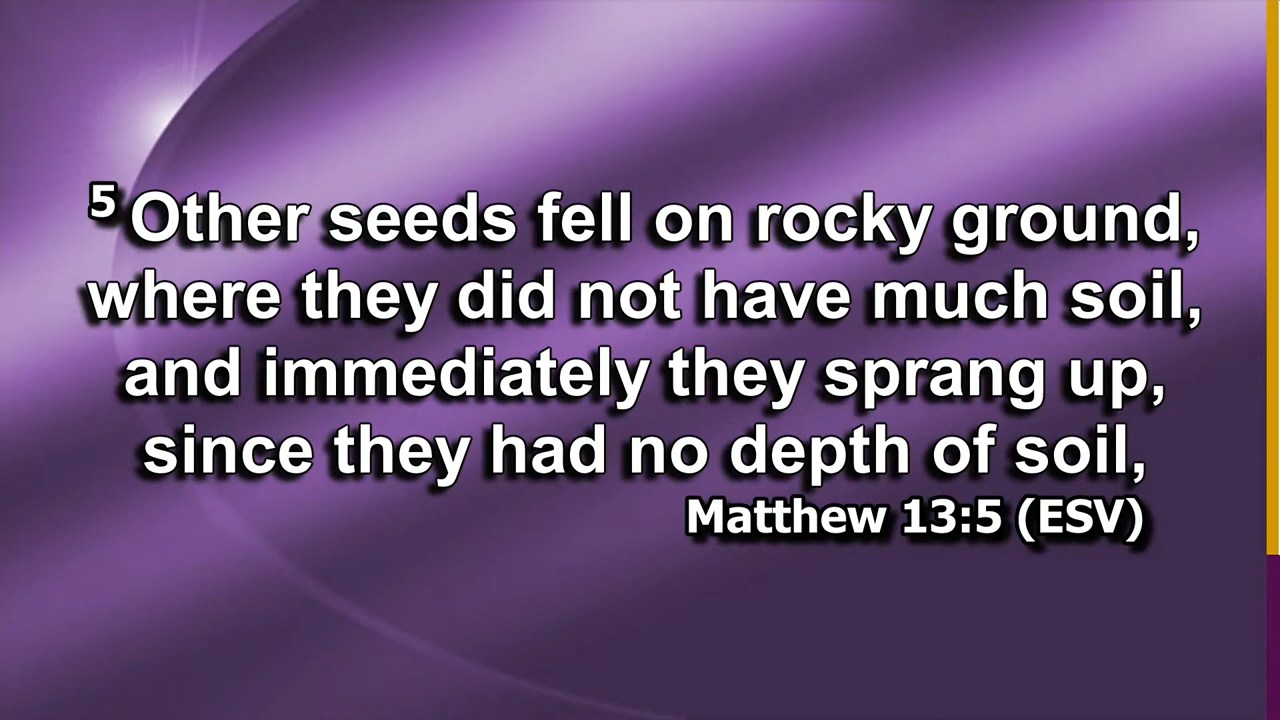 5 Other seeds fell on rocky ground,
where they did not have much soil,
and immediately they sprang up,
since they had no depth of soil,
Matthew 13:5 (ESV)